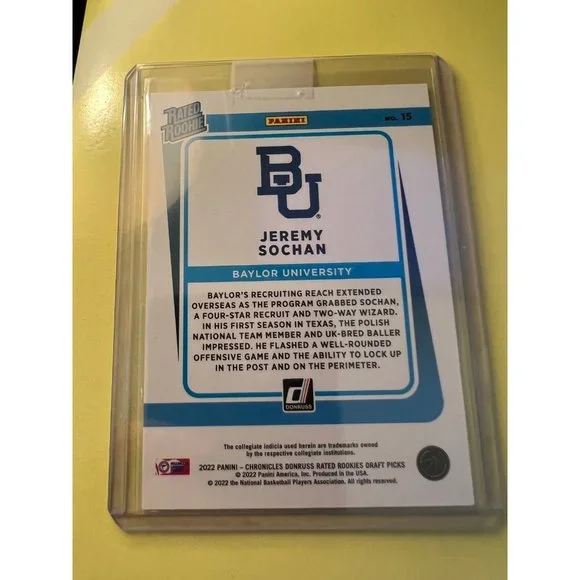 RATED
ROOKIE
PANINI
NO. 15
BU®
JEREMY
SOCHAN
BAYLOR UNIVERSITY
BAYLOR'S RECRUITING REACH EXTENDED
OVERSEAS AS THE PROGRAM GRABBED SOCHAN,
A FOUR-STAR RECRUIT AND TWO-WAY WIZARD.
IN HIS FIRST SEASON IN TEXAS, THE POLISH
NATIONAL TEAM MEMBER AND UK-BRED BALLER
IMPRESSED. HE FLASHED A WELL-ROUNDED
OFFENSIVE GAME AND THE ABILITY TO LOCK UP
IN THE POST AND ON THE PERIMETER.
DONRUSS
The collegiate indicia used herein are trademarks owned
by the respective collegiate institutions.
2022 PANINI – CHRONICLES DONRUSS RATED ROOKIES DRAFT PICKS
© 2022 Panini America, Inc. Produced in the USA.
© 2022 the National Basketball Players Association. All rights reserved.